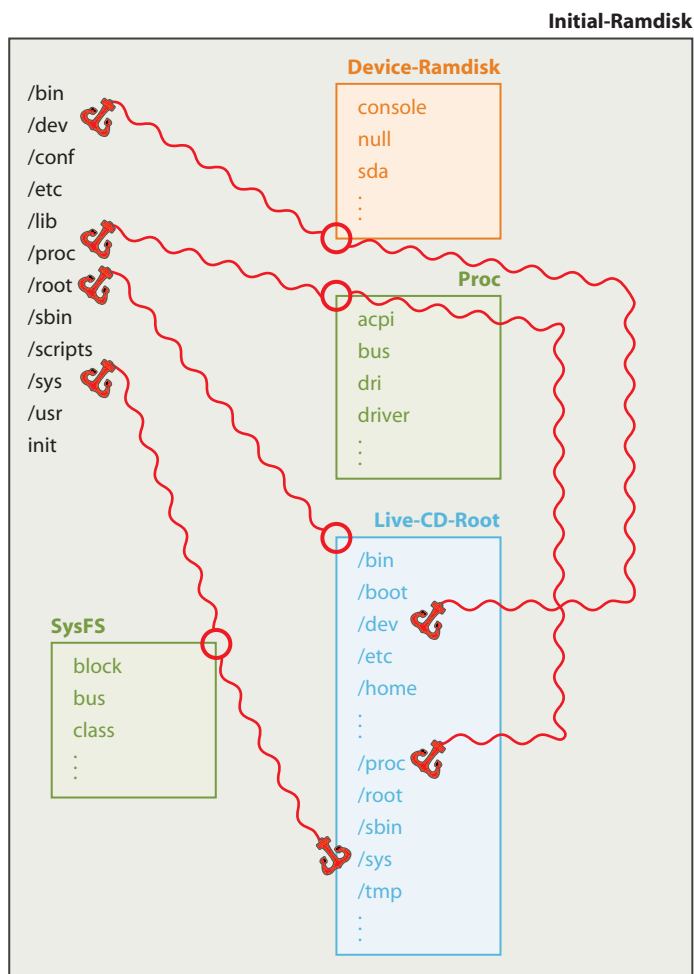 Initial-Ramdisk
/bin
/dev
/conf
/etc
/lib
/proc
/root
/sbin
/scripts
/sys
/usr
init
Device-Ramdisk
console
null
sda
Proc
acpi
bus
dri
driver
Live-CD-Root
/bin
/boot
/dev
/etc
/home
/proc
/root
/sbin
/sys
/tmp
SysFS
block
bus
class